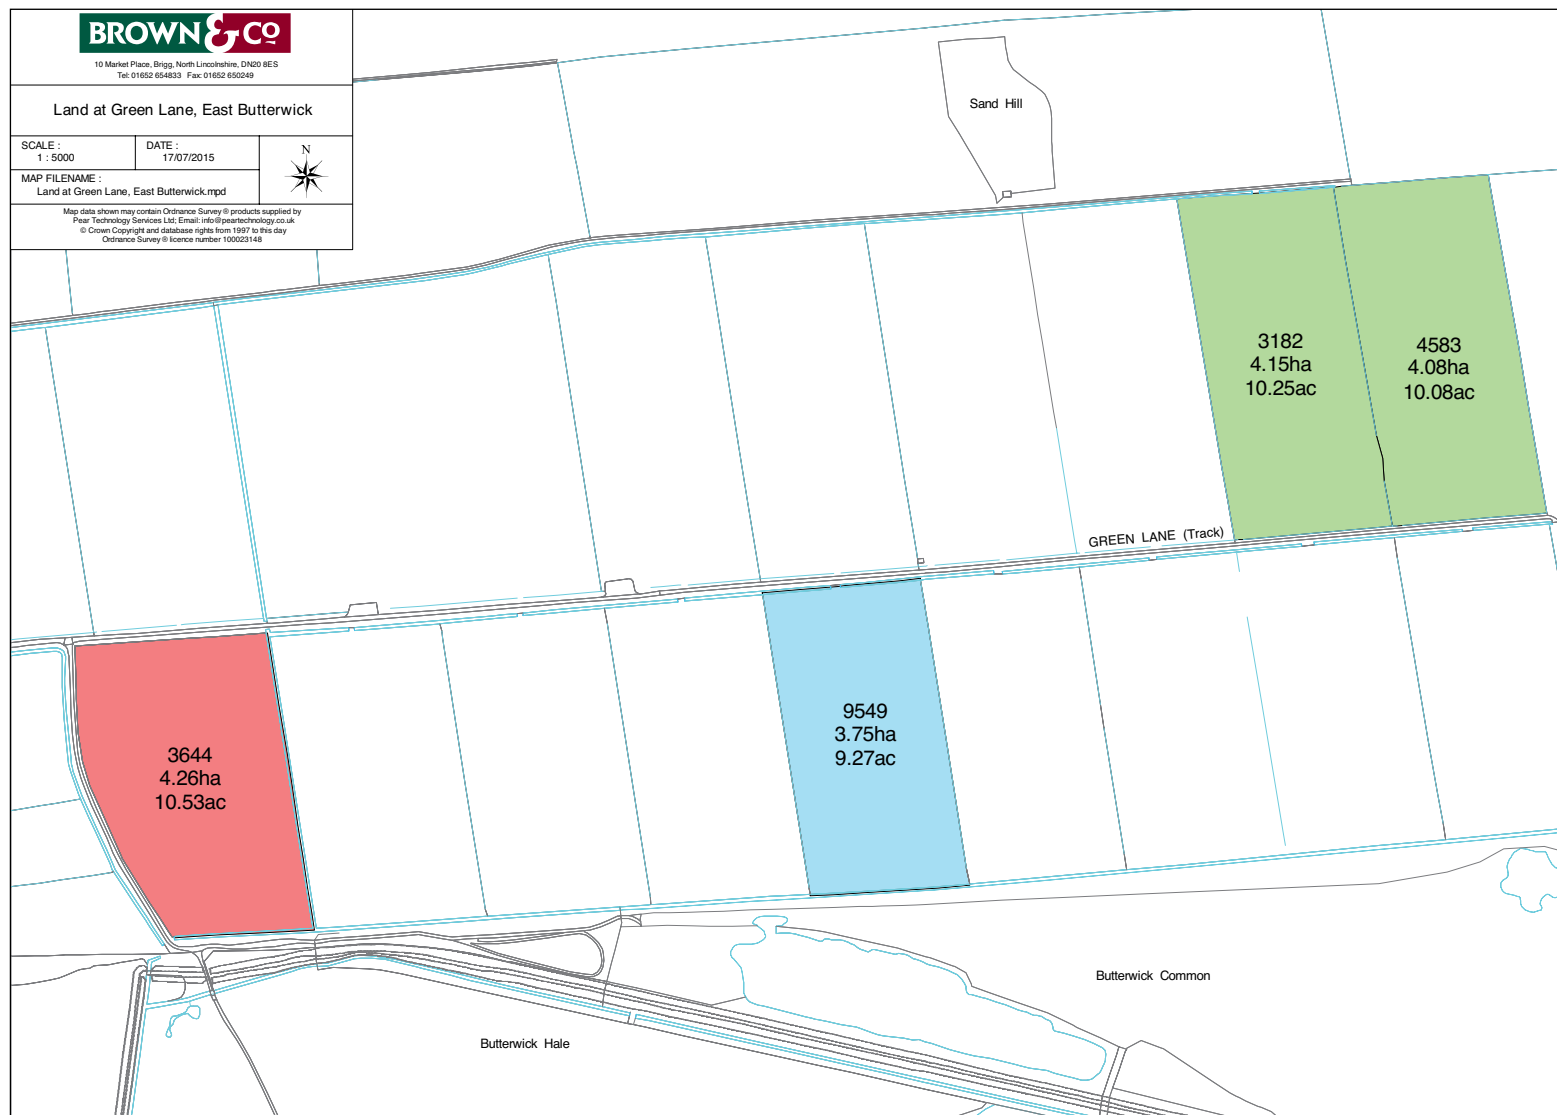 BROWN & CO
10 Market Place, Brigg, North Lincolnshire, DN20 8ES
Tel: 01652 654833 Fax: 01652 650249
Land at Green Lane, East Butterwick
SCALE :
1 : 5000
DATE :
17/07/2015
N
MAP FILENAME :
Land at Green Lane, East Butterwick.mpd
Map data shown may contain Ordnance Survey ® products supplied by
Pear Technology Services Ltd; Email: info@peartechnology.co.uk
© Crown Copyright and database rights from 1997 to this day
Ordnance Survey ® licence number 100023148
Sand Hill
3182
4.15ha
10.25ac
4583
4.08ha
10.08ac
GREEN LANE (Track)
3644
4.26ha
10.53ac
9549
3.75ha
9.27ac
Butterwick Common
Butterwick Hale